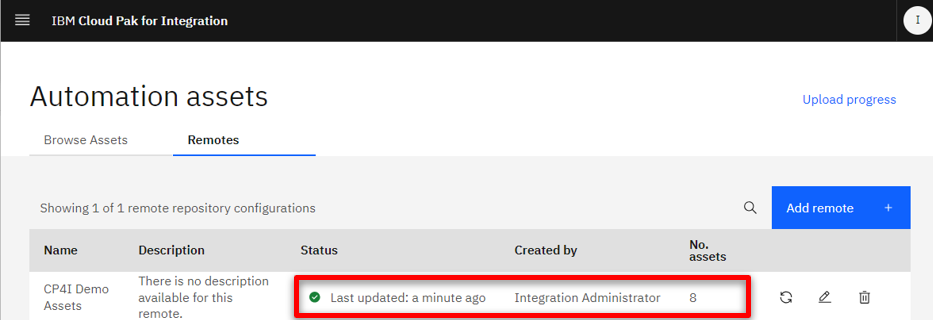 IBM Cloud Pak for Integration
I
Automation assets
Upload progress
Browse Assets
Remotes
Showing 1 of 1 remote repository configurations
Add remote +
Name
Description
Status
Created by
No.
assets
CP4I Demo
Assets
There is no description
available for this
remote.
Last updated: a minute ago
Integration Administrator
8